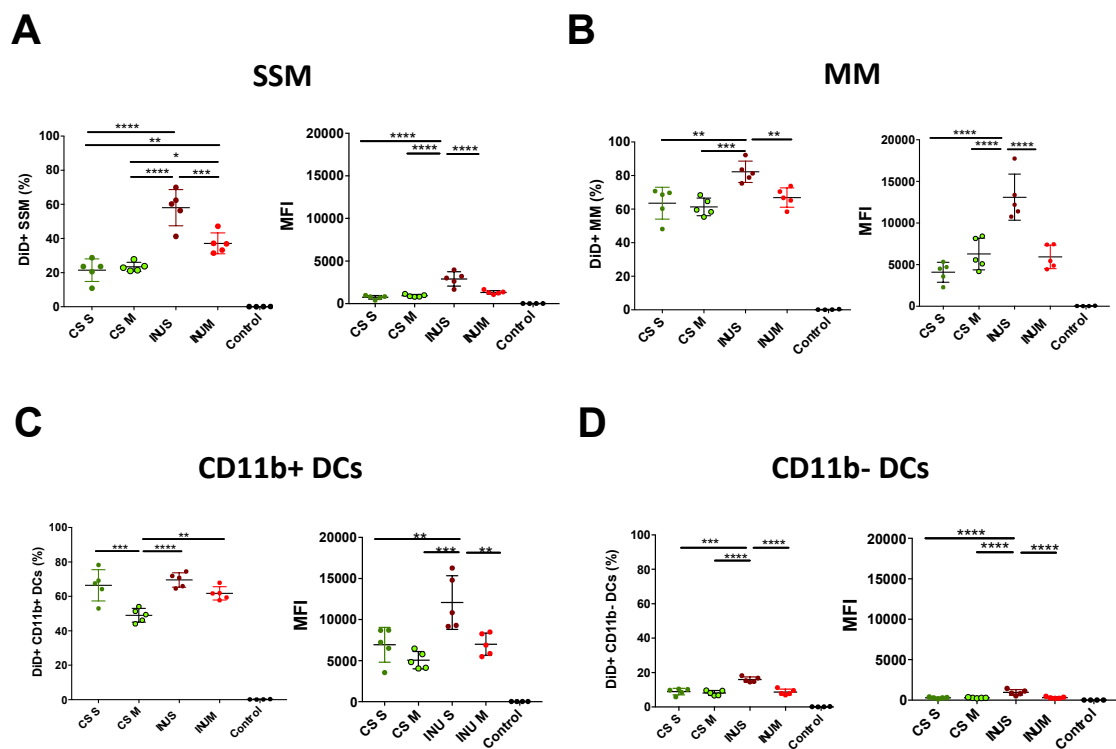 A
SSM
****
**
*
**** ***
DiD+ SSM (%)
100
80
60
40
20
0
CS S
CS M
INUS
INUM
Control
****
**** ****
MFI
20000
15000
10000
5000
0
CS S
CS M
INUS
INUM
Control
B
MM
** **
***
DiD+ MM (%)
100
80
60
40
20
0
CS S
CS M
INUS
INUM
Control
****
**** ****
MFI
20000
15000
10000
5000
0
CS S
CS M
INUS
INUM
Control
C
CD11b+ DCs
**
*** ****
DiD+ CD11b+ DCs (%)
100
80
60
40
20
0
CS S
CS M
INUS
INUM
Control
**
*** **
MFI
20000
15000
10000
5000
0
CS S
CS M
INU S
INU M
Control
D
CD11b- DCs
*** ****
****
DiD+ CD11b- DCs (%)
100
80
60
40
20
0
CS S
CS M
INUS
INUM
Control
****
**** ****
MFI
20000
15000
10000
5000
0
CS S
CS M
INUS
INUM
Control